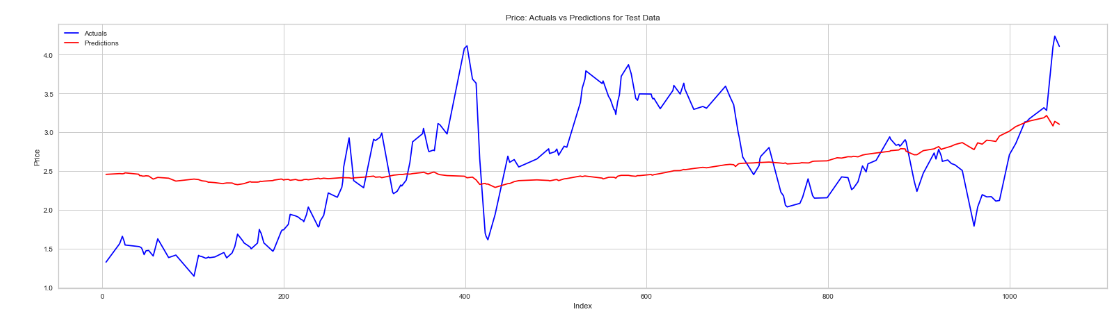 Price: Actuals vs Predictions for Test Data
Actuals
Predictions
4.0
3.5
3.0
2.5
2.0
1.5
1.0
Price
0 200 400 600 800 1000
Index